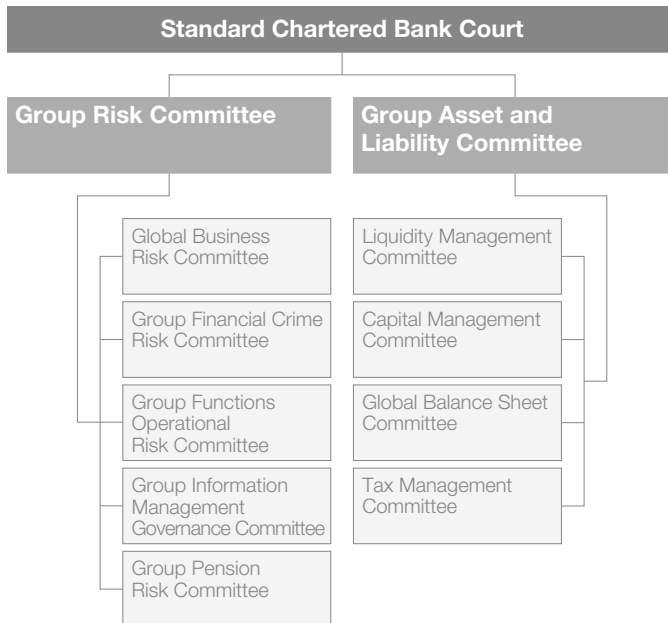 Standard Chartered Bank Court
Group Risk Committee
Group Asset and
Liability Committee
Global Business
Risk Committee
Group Financial Crime
Risk Committee
Group Functions
Operational
Risk Committee
Group Information
Management
Governance Committee
Group Pension
Risk Committee
Liquidity Management
Committee
Capital Management
Committee
Global Balance Sheet
Committee
Tax Management
Committee